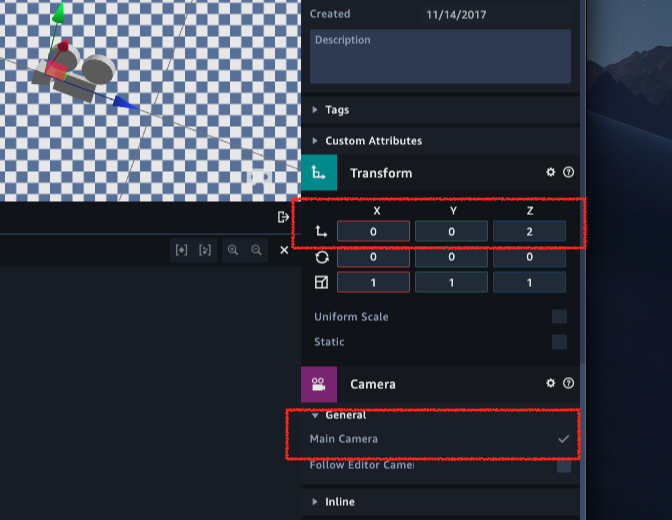 Created 11/14/2017
Description
Tags
Custom Attributes
Transform
X Y Z
0 0 2
0 0 0
1 1 1
Uniform Scale
Static
Camera
General
Main Camera
Follow Editor Camer
Inline